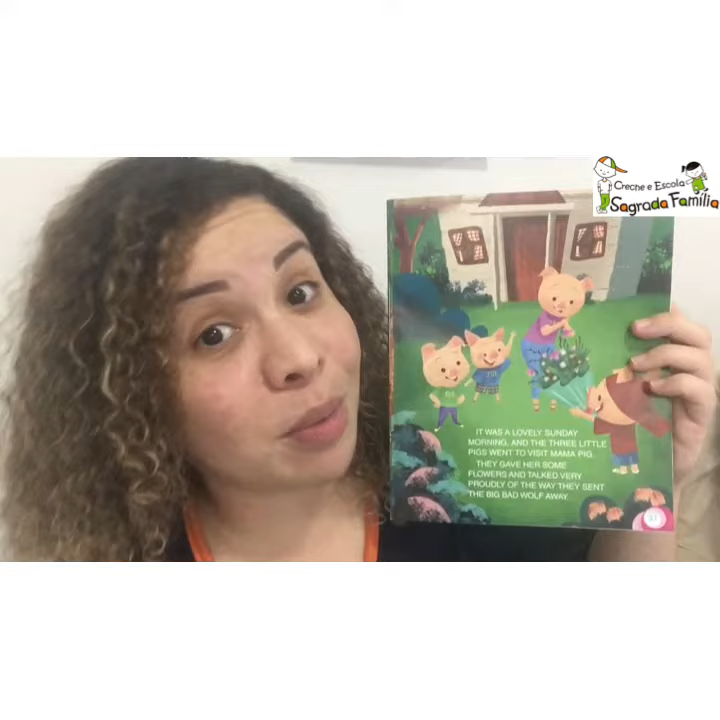 Creche e Escola
Sagrada Família
IT WAS A LOVELY SUNDAY
MORNING, AND THE THREE LITTLE
PIGS WENT TO VISIT MAMA PIG.
THEY GAVE HER SOME
FLOWERS AND TALKED VERY
PROUDLY OF THE WAY THEY SENT
THE BIG BAD WOLF AWAY.
31